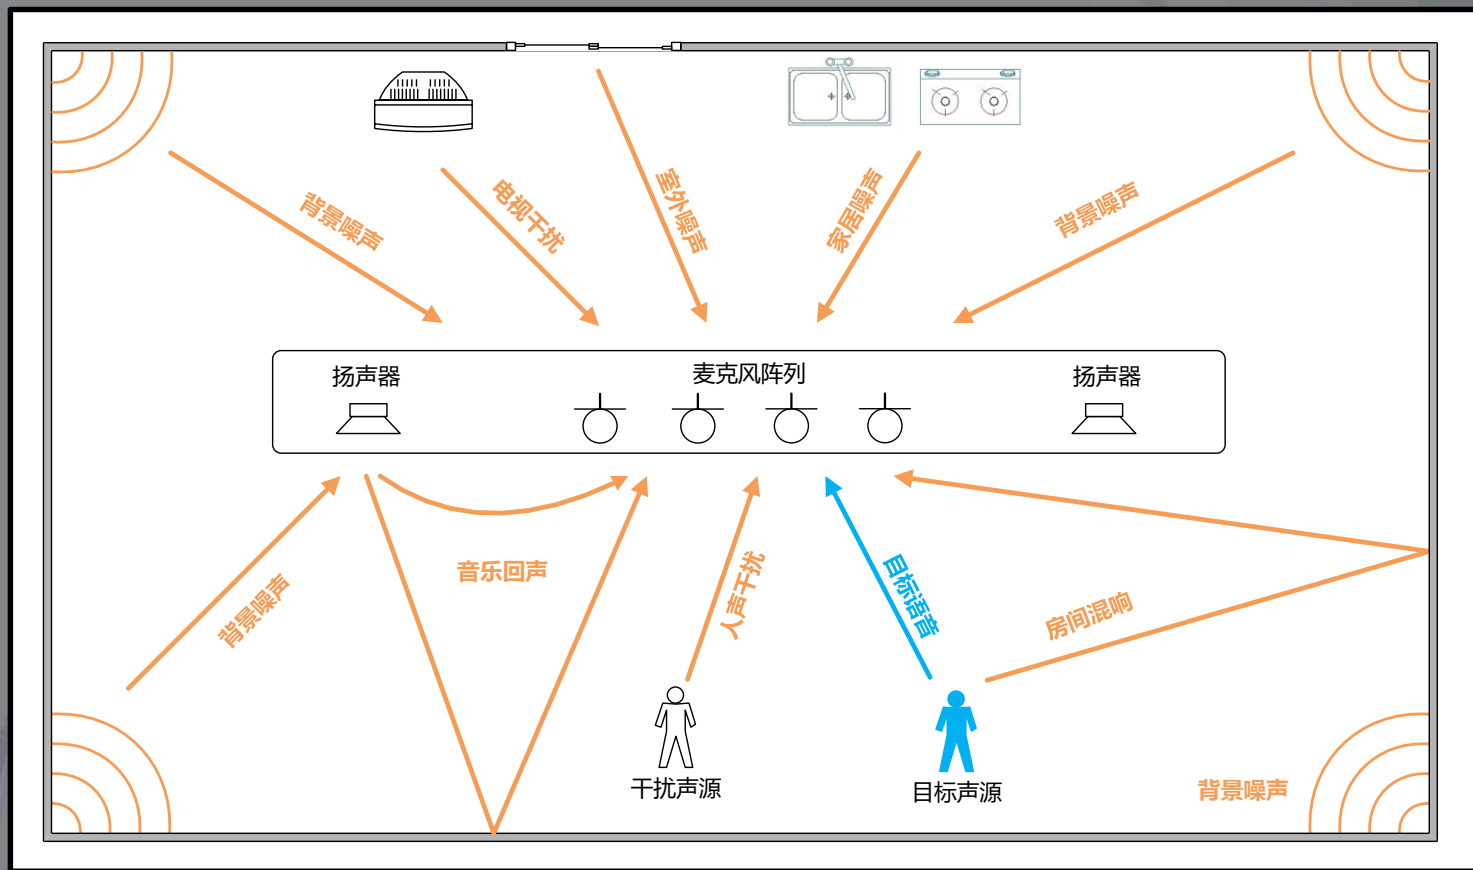 背景噪声
电视干扰
室外噪声
家居噪声
背景噪声
扬声器
麦克风阵列
扬声器
背景噪声
音乐回声
人声干扰
目标语音
房间混响
干扰声源
目标声源
背景噪声